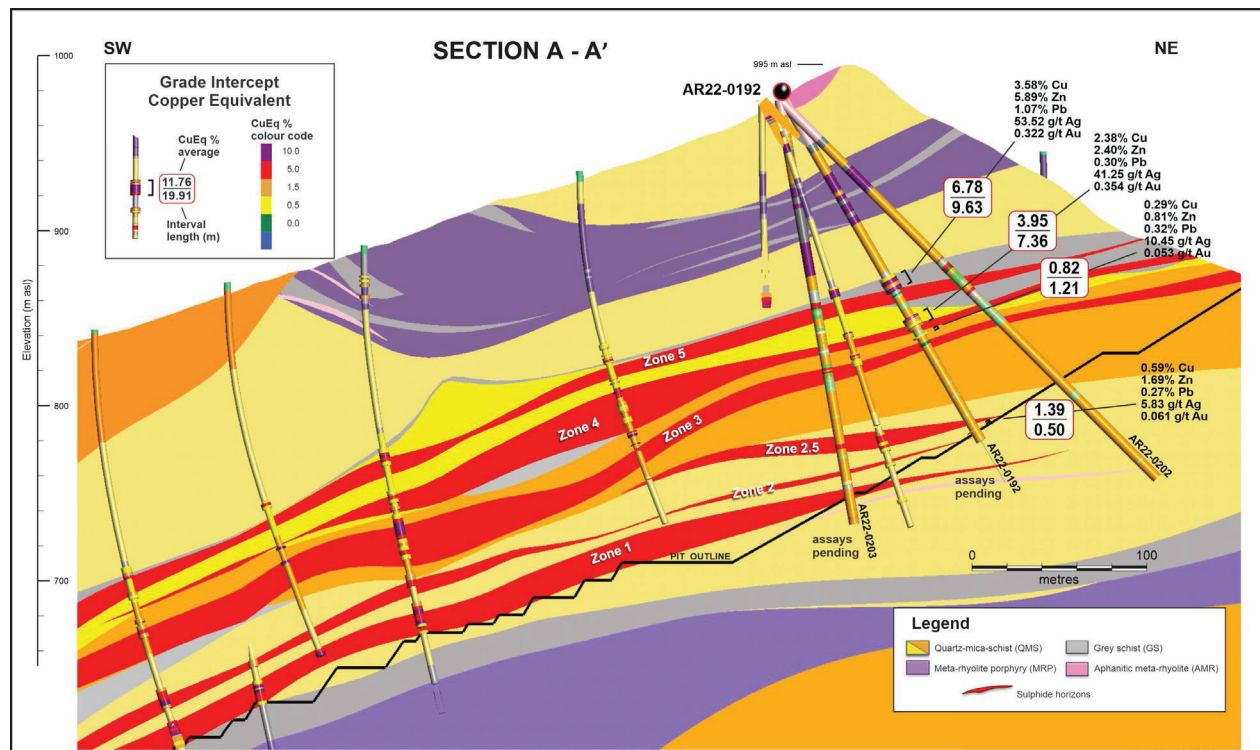 SW
SECTION A - A’
NE
1000
900
800
700
Elevation (m asl)
Grade Intercept
Copper Equivalent
CuEq %
average
11.76
19.91
Interval
length (m)
CuEq %
colour code
10.0
5.0
1.5
0.5
0.0
995 m asl
AR22-0192
3.58% Cu
5.89% Zn
1.07% Pb
53.52 g/t Ag
0.322 g/t Au
6.78
9.63
2.38% Cu
2.40% Zn
0.30% Pb
41.25 g/t Ag
0.354 g/t Au
3.95
7.36
0.29% Cu
0.81% Zn
0.32% Pb
10.45 g/t Ag
0.053 g/t Au
0.82
1.21
0.59% Cu
1.69% Zn
0.27% Pb
5.83 g/t Ag
0.061 g/t Au
1.39
0.50
Zone 5
Zone 4
Zone 3
Zone 2.5
Zone 2
Zone 1
PIT OUTLINE
assays
pending
AR22-0203
assays
pending
AR22-0192
AR22-0202
0
100
metres
Legend
Quartz-mica-schist (QMS)
Grey schist (GS)
Meta-rhyolite porphyry (MRP)
Aphanitic meta-rhyolite (AMR)
Sulphide horizons